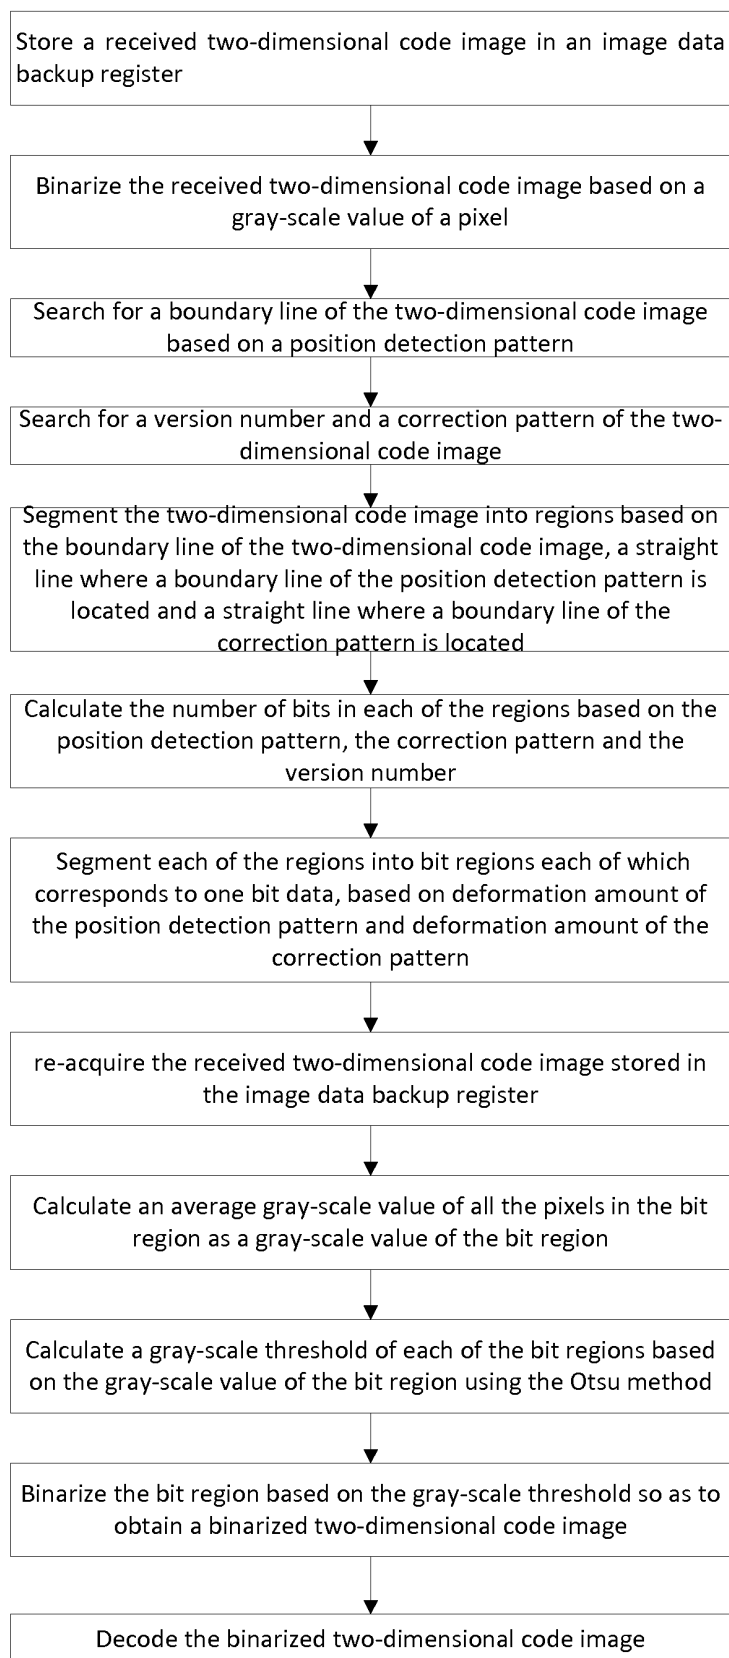 Store a received two-dimensional code image in an image data
backup register
Binarize the received two-dimensional code image based on a
gray-scale value of a pixel
Search for a boundary line of the two-dimensional code image
based on a position detection pattern
Search for a version number and a correction pattern of the two-
dimensional code image
Segment the two-dimensional code image into regions based on
the boundary line of the two-dimensional code image, a straight
line where a boundary line of the position detection pattern is
located and a straight line where a boundary line of the
correction pattern is located
Calculate the number of bits in each of the regions based on the
position detection pattern, the correction pattern and the
version number
Segment each of the regions into bit regions each of which
corresponds to one bit data, based on deformation amount of
the position detection pattern and deformation amount of the
correction pattern
re-acquire the received two-dimensional code image stored in
the image data backup register
Calculate an average gray-scale value of all the pixels in the bit
region as a gray-scale value of the bit region
Calculate a gray-scale threshold of each of the bit regions based
on the gray-scale value of the bit region using the Otsu method
Binarize the bit region based on the gray-scale threshold so as to
obtain a binarized two-dimensional code image
Decode the binarized two-dimensional code image